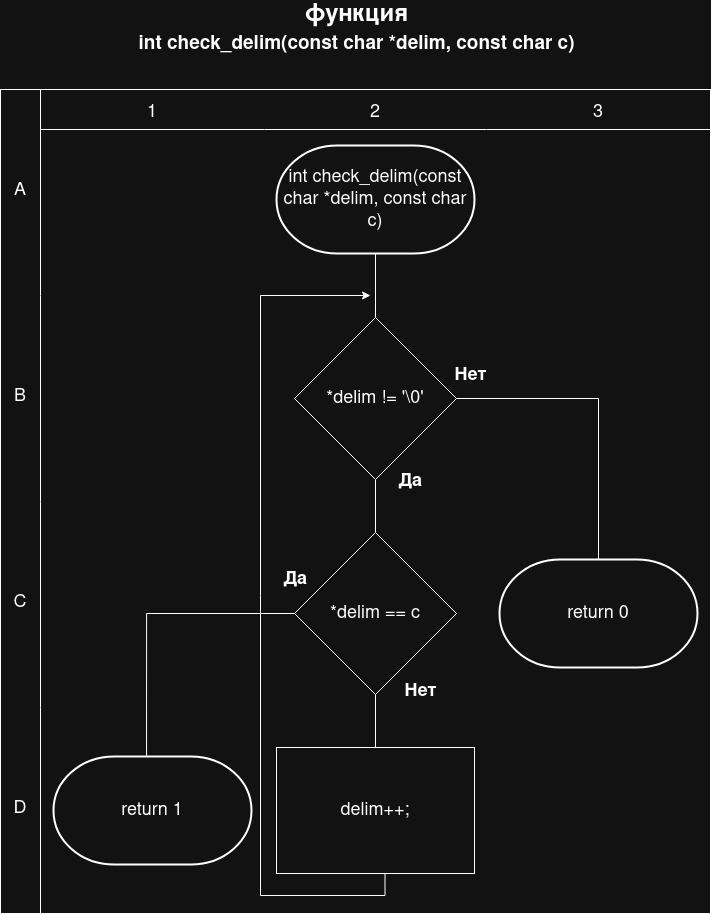 функция
int check_delim(const char *delim, const char c)
1
2
3
A
int check_delim(const
char *delim, const char
c)
B
*delim != '\0'
Нет
Да
C
Да
*delim == c
return 0
Нет
D
return 1
delim++;